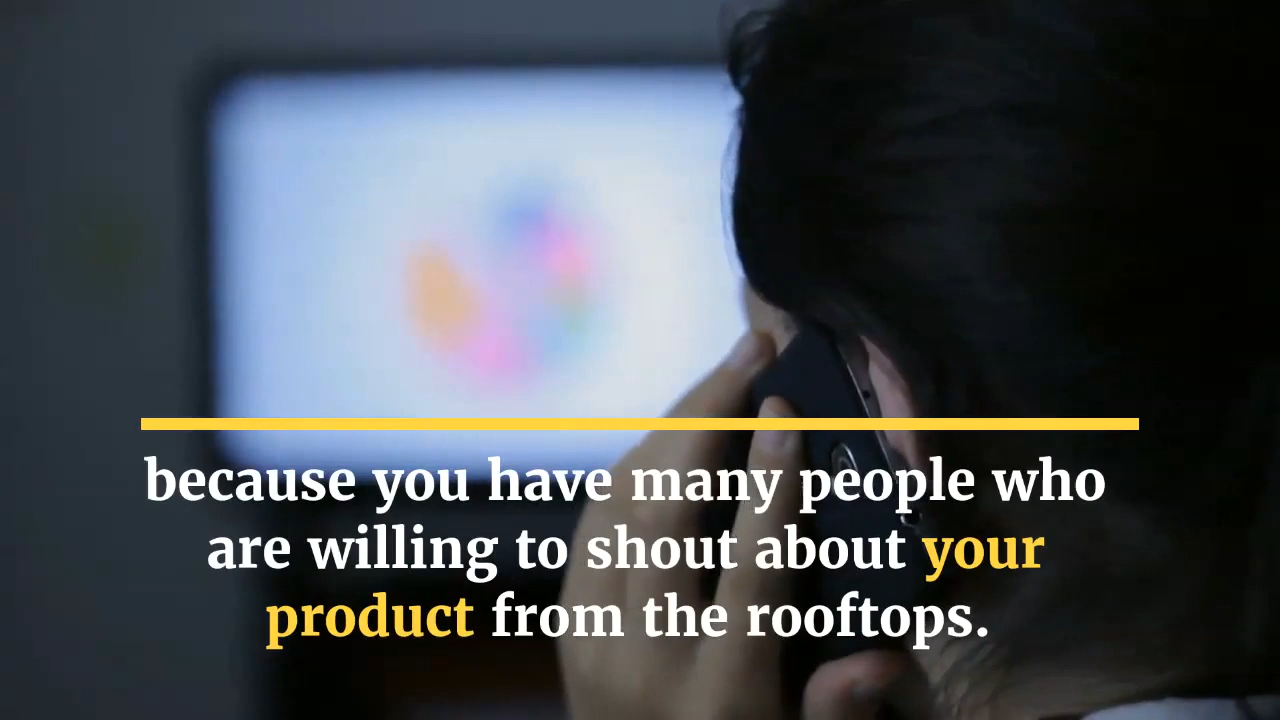 because you have many people who
are willing to shout about your
product from the rooftops.